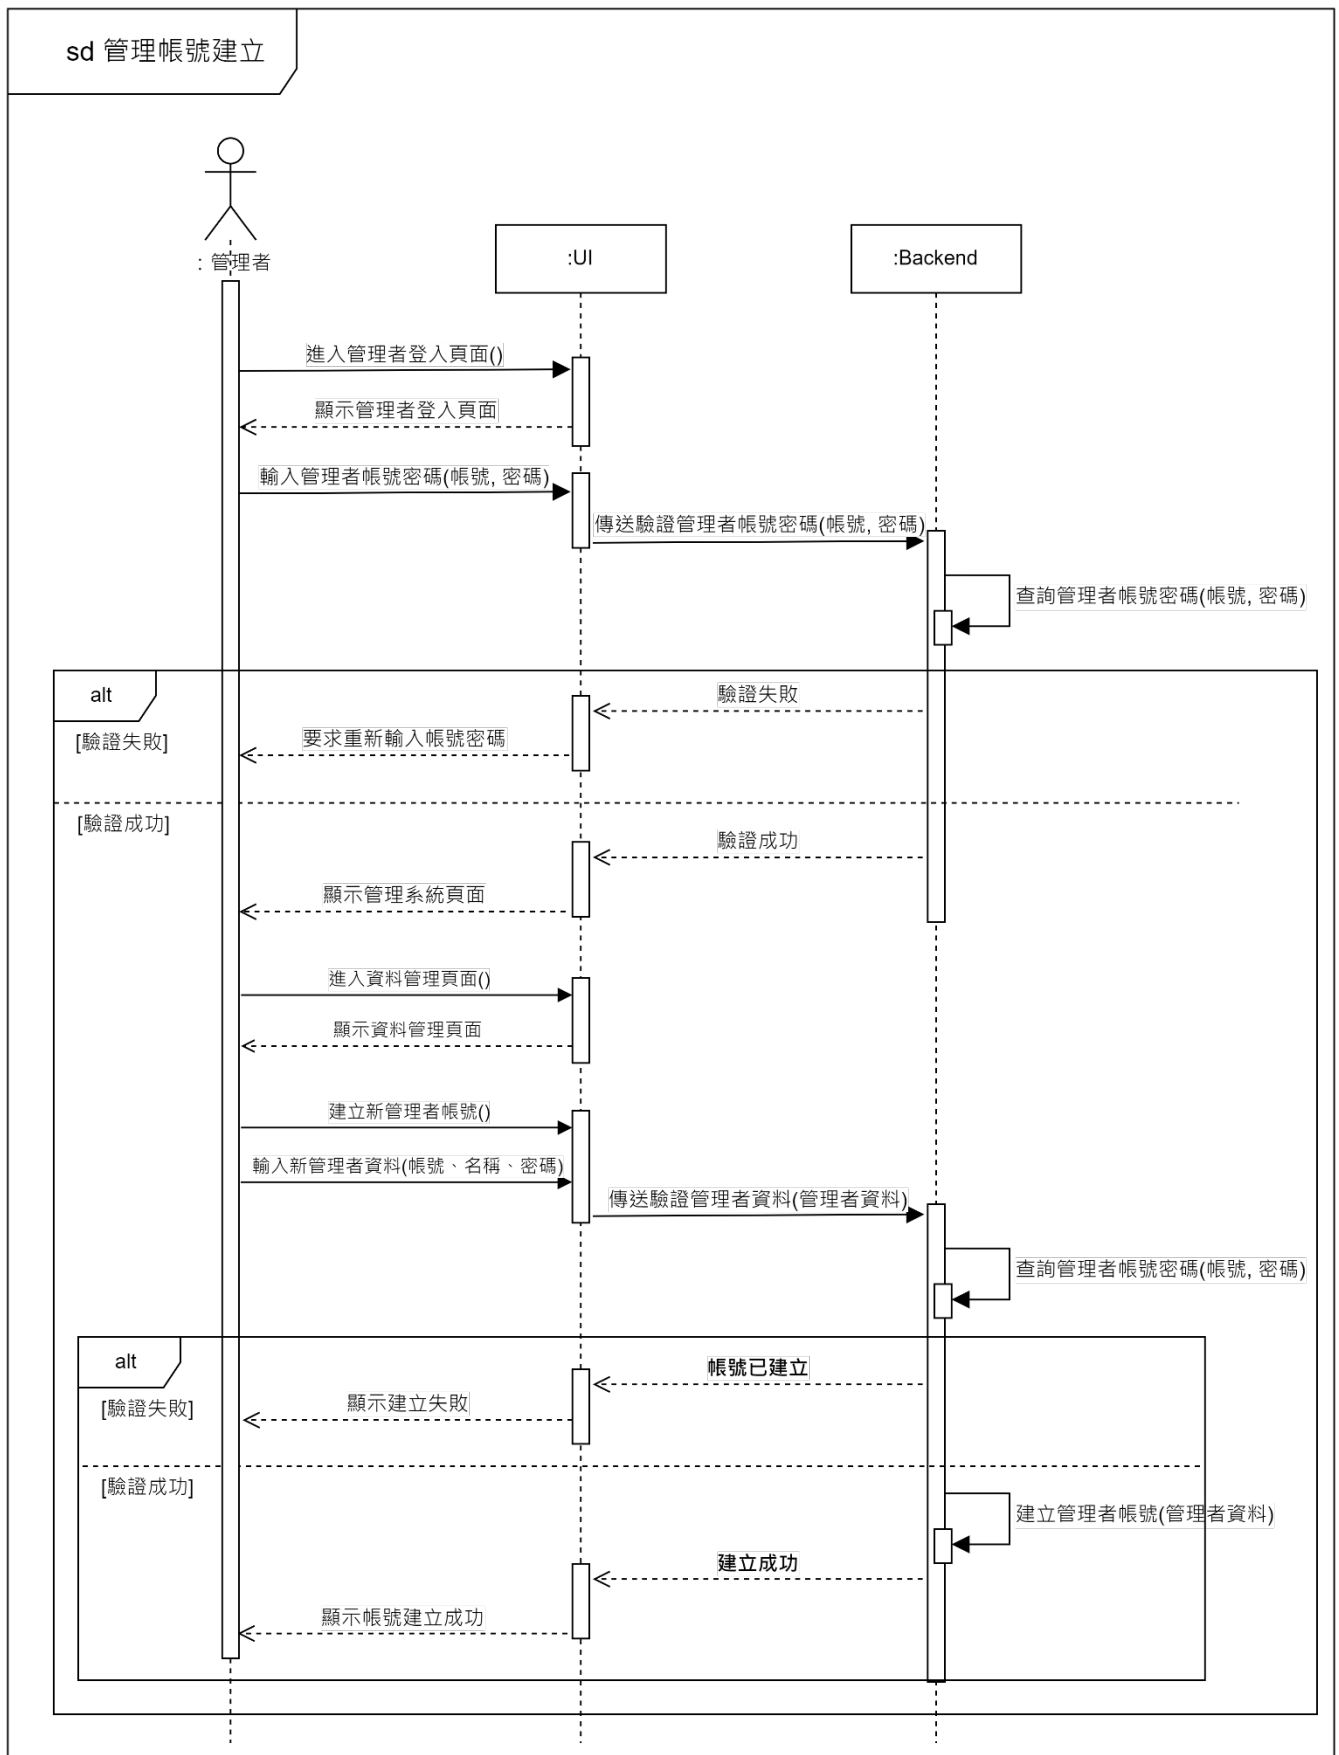 sd 管理帳號建立
: 管理者
:UI
:Backend
進入管理者登入頁面()
顯示管理者登入頁面
輸入管理者帳號密碼(帳號, 密碼)
傳送驗證管理者帳號密碼(帳號, 密碼)
查詢管理者帳號密碼(帳號, 密碼)
alt
驗證失敗
[驗證失敗]
要求重新輸入帳號密碼
[驗證成功]
驗證成功
顯示管理系統頁面
進入資料管理頁面()
顯示資料管理頁面
建立新管理者帳號()
輸入新管理者資料(帳號、名稱、密碼)
傳送驗證管理者資料(管理者資料)
查詢管理者帳號密碼(帳號, 密碼)
alt
帳號已建立
[驗證失敗]
顯示建立失敗
[驗證成功]
建立管理者帳號(管理者資料)
建立成功
顯示帳號建立成功